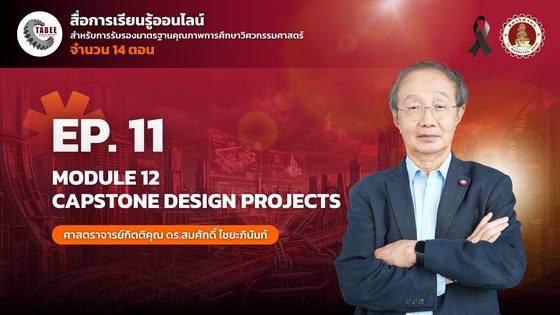 TABEE
สื่อการเรียนรู้ออนไลน์
สำหรับการรับรองมาตรฐานคุณภาพการศึกษาวิศวกรรมศาสตร์
จำนวน 14 ตอน
EP. 11
MODULE 12
CAPSTONE DESIGN PROJECTS
ศาสตราจารย์กิตติคุณ ดร.สมศักดิ์ ไชยะภินันท์